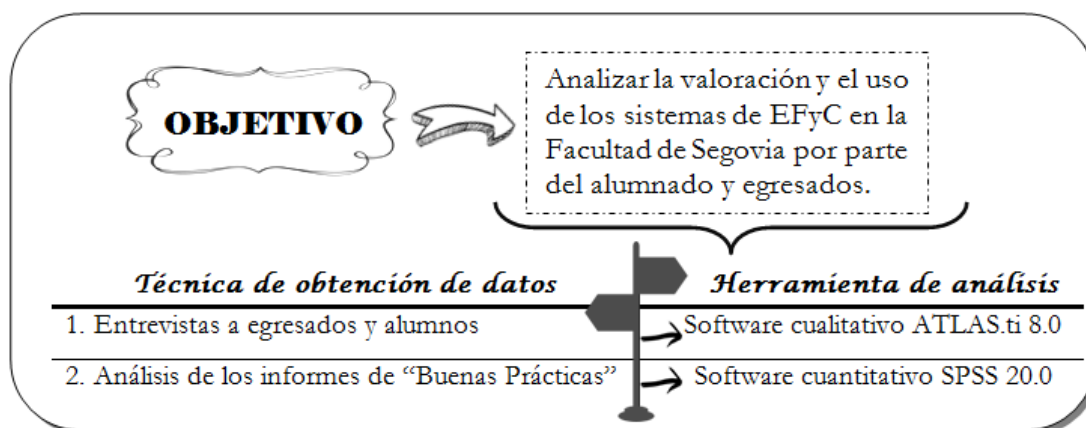 OBJETIVO
Analizar la valoración y el uso
de los sistemas de EFyC en la
Facultad de Segovia por parte
del alumnado y egresados.
Técnica de obtención de datos
Herramienta de análisis
1. Entrevistas a egresados y alumnos
Software cualitativo ATLAS.ti 8.0
2. Análisis de los informes de “Buenas Prácticas”
Software cuantitativo SPSS 20.0